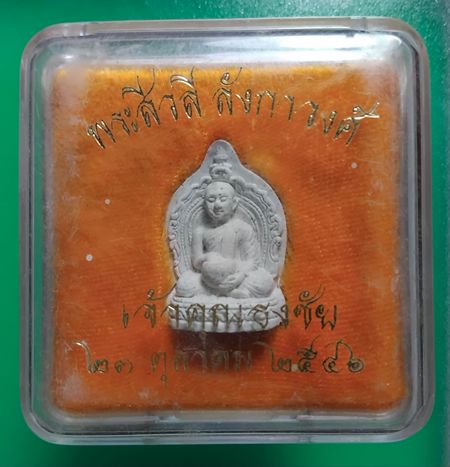 พระสีวลี ลังกาวงศ์
เจ้าคุณธงชัย
๒๓ ตุลาคม ๒๕๔๖